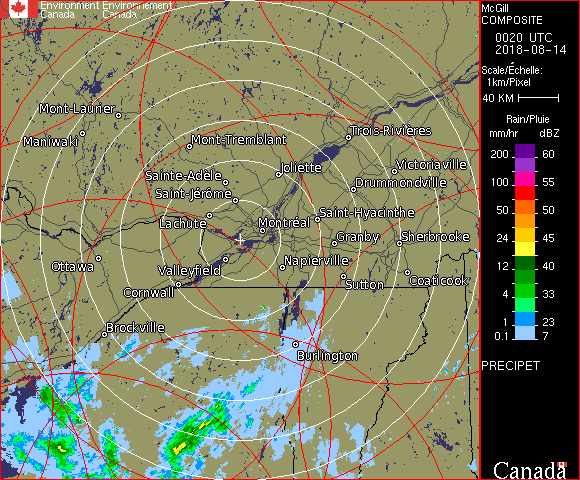 Environment Environnement
Canada Canada
McGill
COMPOSITE
0020 UTC
2018-08-14
Scale/Échelle:
1km/Pixel
40 KM
Rain/Pluie
mm/hr dBZ
200 60
100 55
50 50
24 45
12 40
4 33
1 23
0.1 7
PRECIPET
Mont-Laurier
Maniwaki
Mont-Tremblant
Trois-Rivières
Sainte-Adèle
Joliette
Victoriaville
Saint-Jérôme
Drummondville
Lachute
Montréal
Saint-Hyacinthe
Granby
Sherbrooke
Ottawa
Valleyfield
Napierville
Cornwall
Sutton
Coaticook
Brockville
Burlington
Canada